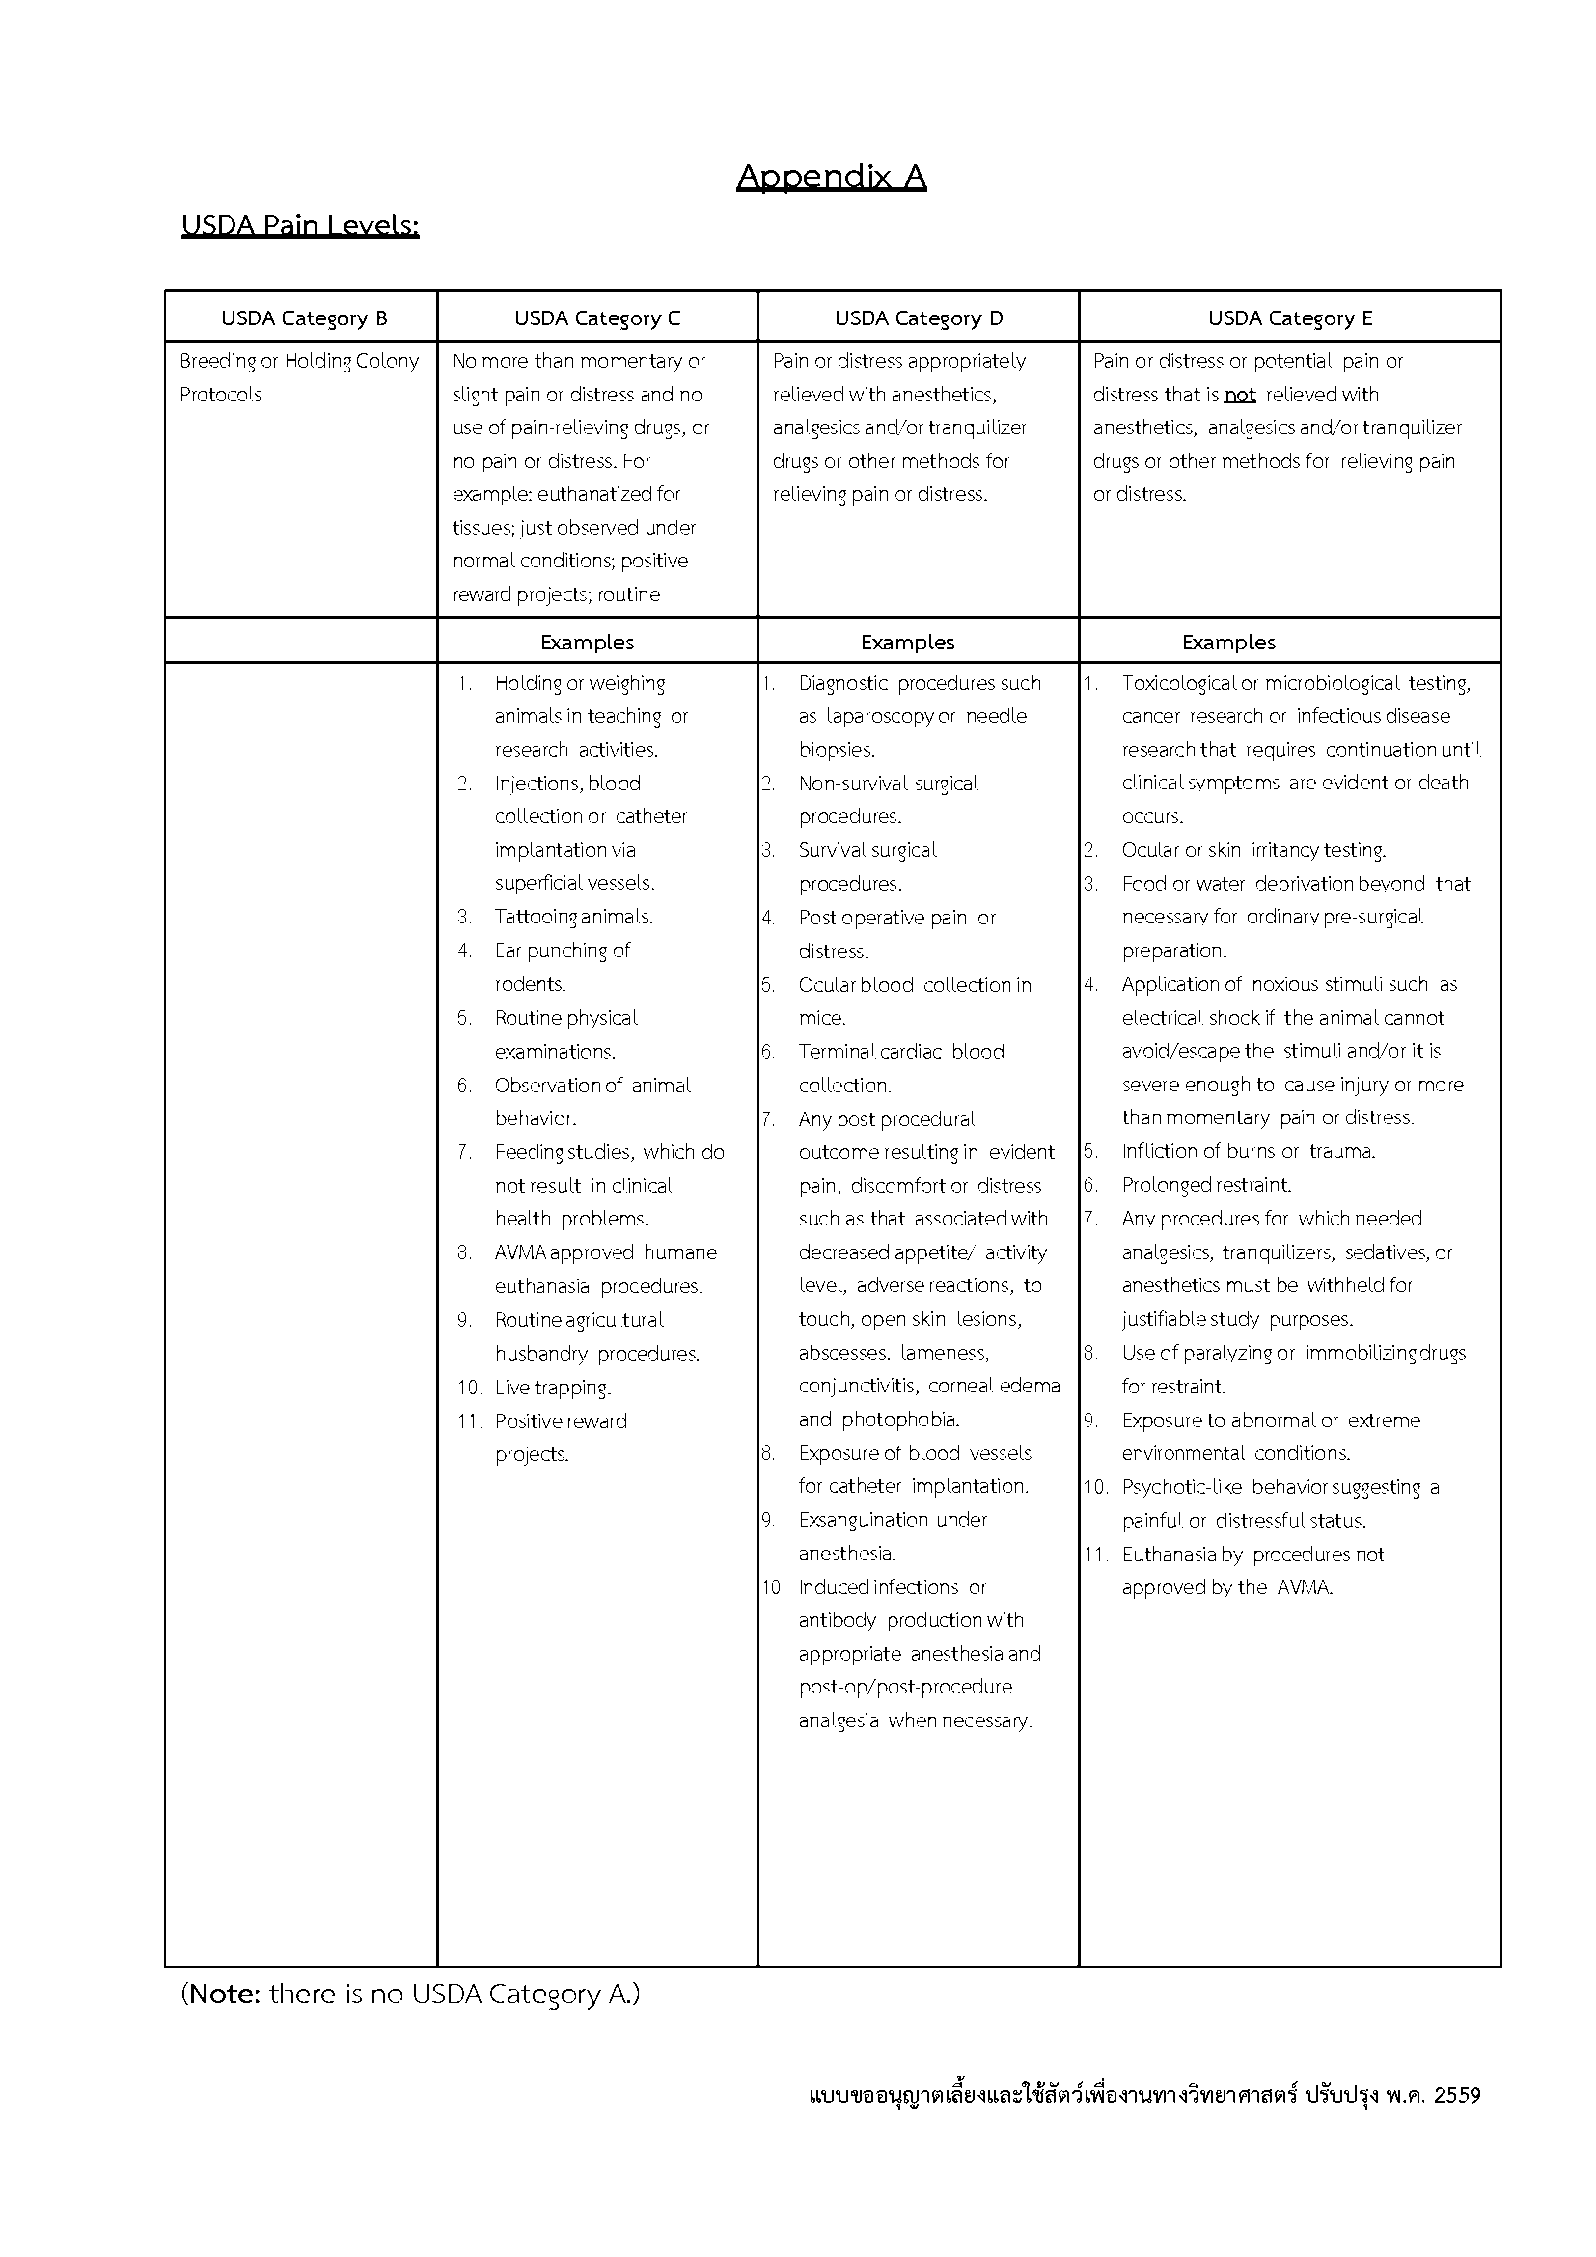 Appendix A
USDA Pain Levels:
USDA Category B
USDA Category C
USDA Category D
USDA Category E
Breeding or Holding Colony
Protocols
No more than momentary or
slight pain or distress and no
use of pain-relieving drugs, or
no pain or distress. For
example: euthanatized for
tissues; just observed under
normal conditions; positive
reward projects; routine
Pain or distress appropriately
relieved with anesthetics,
analgesics and/or tranquilizer
drugs or other methods for
relieving pain or distress.
Pain or distress or potential pain or
distress that is not relieved with
anesthetics, analgesics and/or tranquilizer
drugs or other methods for relieving pain
or distress.
Examples
Examples
Examples
1. Holding or weighing
animals in teaching or
research activities.
2. Injections, blood
collection or catheter
implantation via
superficial vessels.
3. Tattooing animals.
4. Ear punching of
rodents.
5. Routine physical
examinations.
6. Observation of animal
behavior.
7. Feeding studies, which do
not result in clinical
health problems.
8. AVMA approved humane
euthanasia procedures.
9. Routine agricultural
husbandry procedures.
10. Live trapping.
11. Positive reward
projects.
1. Diagnostic procedures such
as laparoscopy or needle
biopsies.
2. Non-survival surgical
procedures.
3. Survival surgical
procedures.
4. Post operative pain or
distress.
5. Ocular blood collection in
mice.
6. Terminal cardiac blood
collection.
7. Any post procedural
outcome resulting in evident
pain, discomfort or distress
such as that associated with
decreased appetite/ activity
level, adverse reactions, to
touch, open skin lesions,
abscesses, lameness,
conjunctivitis, corneal edema
and photophobia.
8. Exposure of blood vessels
for catheter implantation.
9. Exsanguination under
anesthesia.
10 Induced infections or
antibody production with
appropriate anesthesia and
post-op/post-procedure
analgesia when necessary.
1. Toxicological or microbiological testing,
cancer research or infectious disease
research that requires continuation until
clinical symptoms are evident or death
occurs.
2. Ocular or skin irritancy testing.
3. Food or water deprivation beyond that
necessary for ordinary pre-surgical
preparation.
4. Application of noxious stimuli such as
electrical shock if the animal cannot
avoid/escape the stimuli and/or it is
severe enough to cause injury or more
than momentary pain or distress.
5. Infliction of burns or trauma.
6. Prolonged restraint.
7. Any procedures for which needed
analgesics, tranquilizers, sedatives, or
anesthetics must be withheld for
justifiable study purposes.
8. Use of paralyzing or immobilizing drugs
for restraint.
9. Exposure to abnormal or extreme
environmental conditions.
10. Psychotic-like behavior suggesting a
painful or distressful status.
11. Euthanasia by procedures not
approved by the AVMA.
(Note: there is no USDA Category A.)
แบบขออนุญาตเลี้ยงและใช้สัตว์เพื่องานทางวิทยาศาสตร์ ปรับปรุง พ.ค. 2559